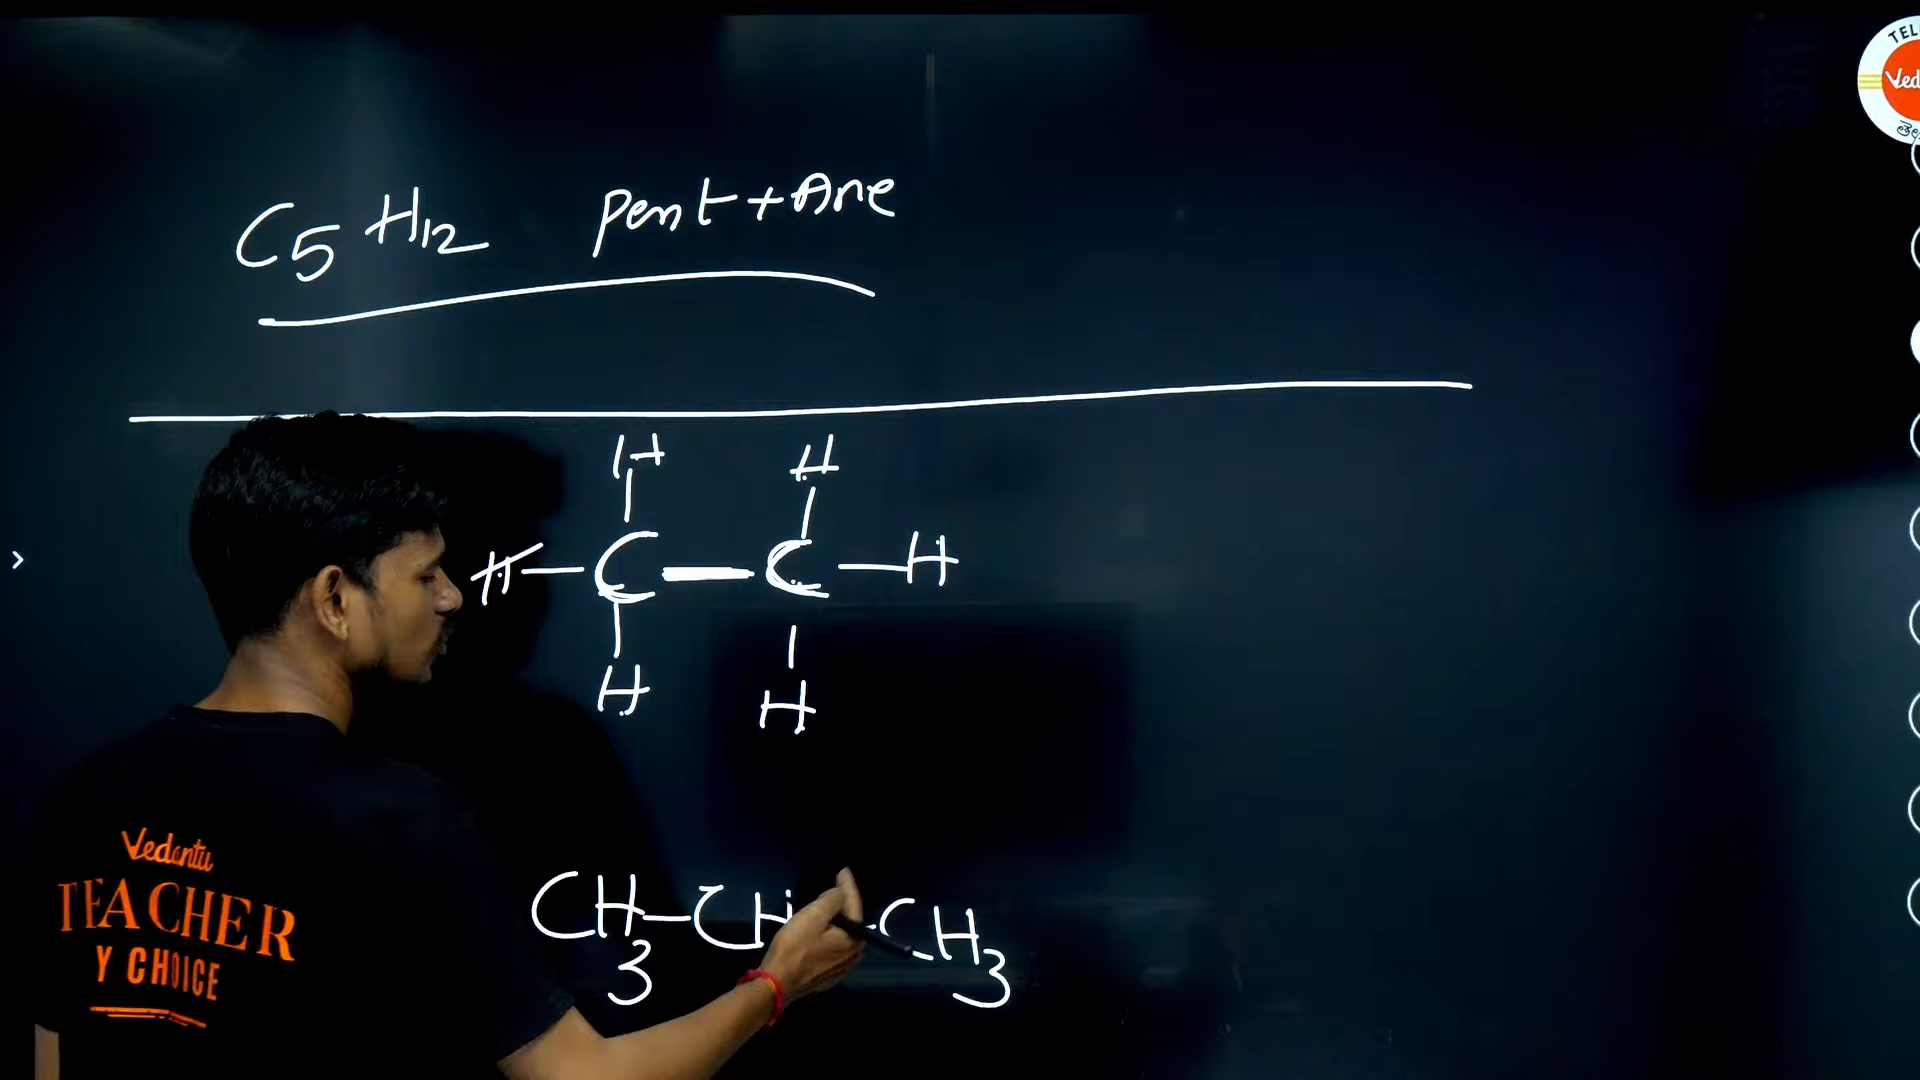 C5H12 Pent+Ane
H H
H—C—C—H
H H
CH3–CH –CH3
Vedantu
TEACHER
Y CHOICE